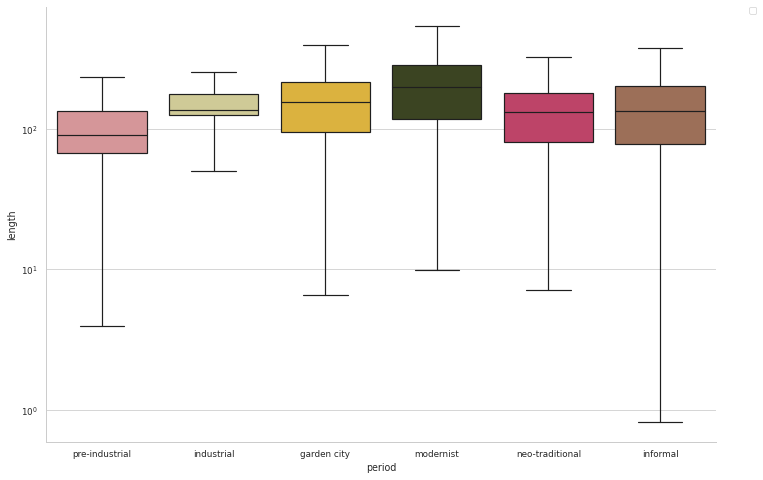 length
10²
10¹
10⁰
pre-industrial
industrial
garden city
modernist
neo-traditional
informal
period